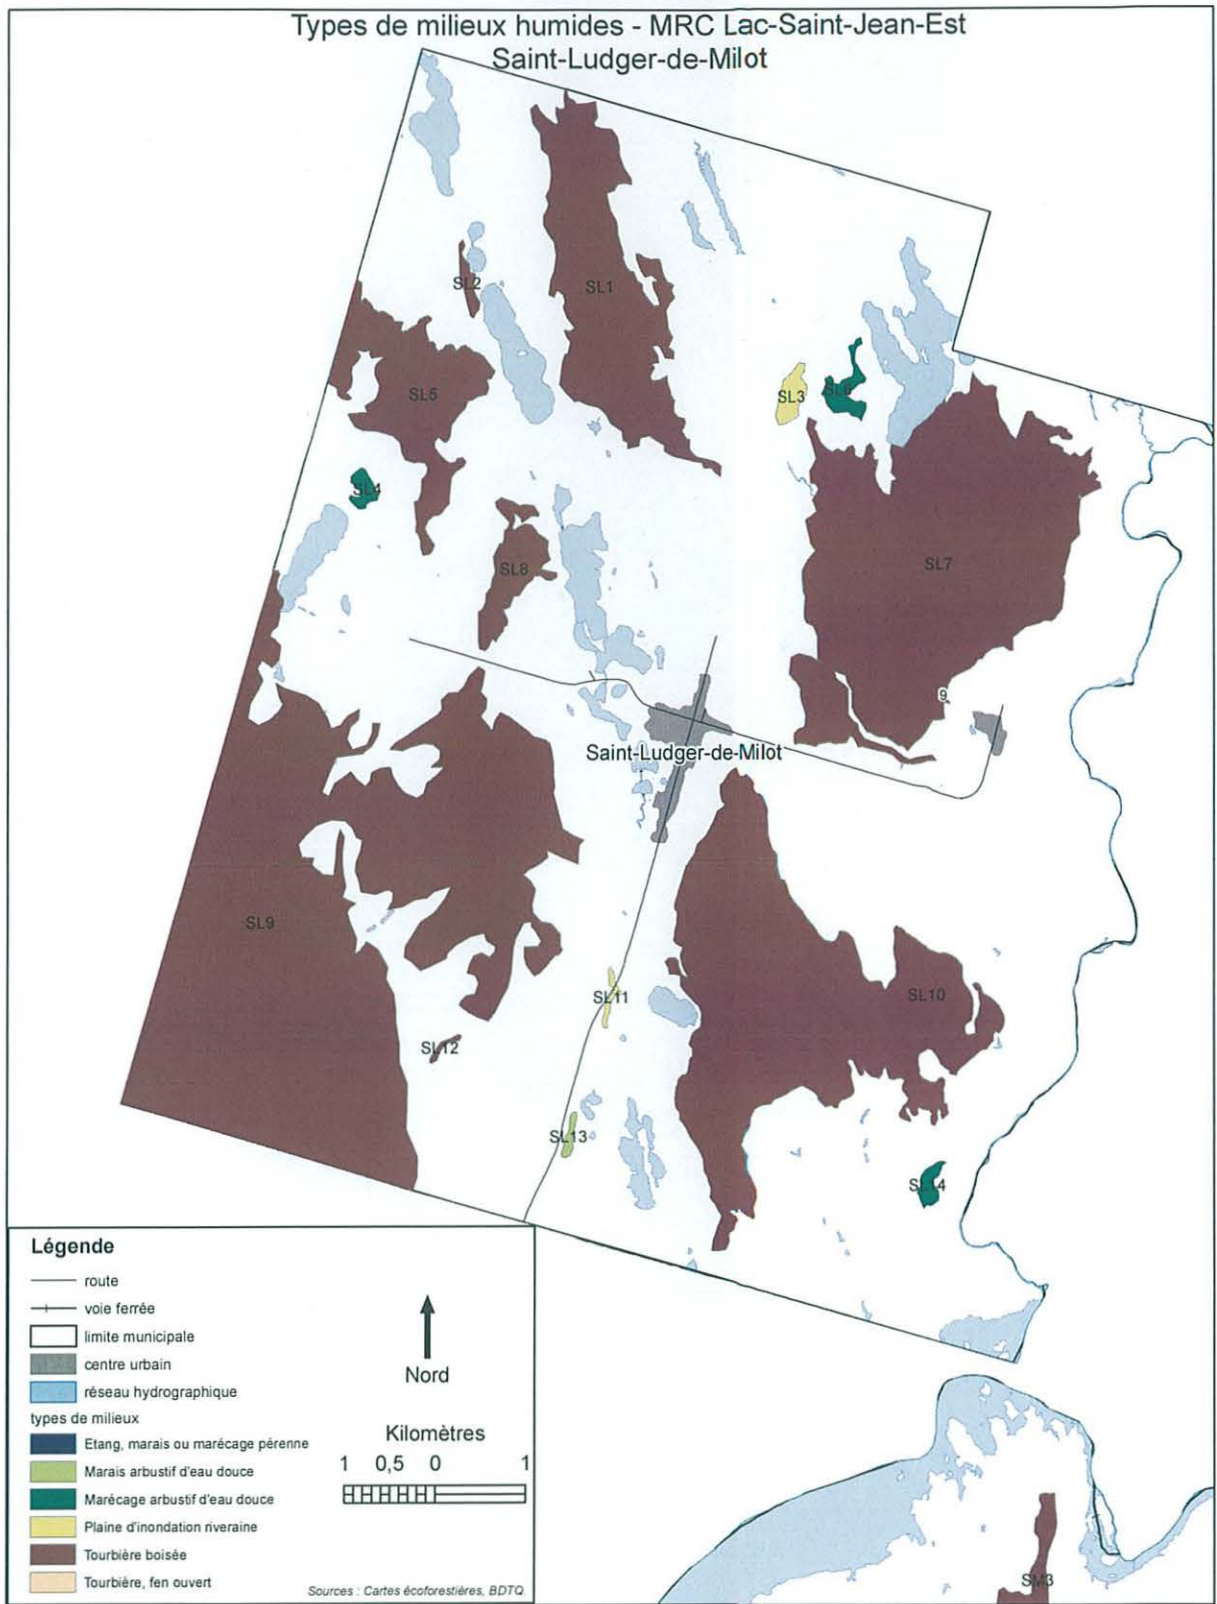 Types de milieux humides - MRC Lac-Saint-Jean-Est
Saint-Ludger-de-Milot
SL2
SL1
SL5
SL3
SL6
SL4
SL8
SL7
9
Saint-Ludger-de-Milot
SL9
SL10
SL11
SL12
SL13
SL14
Légende
route
voie ferrée
limite municipale
centre urbain
réseau hydrographique
types de milieux
Etang, marais ou marécage pérenne
Marais arbustif d'eau douce
Marécage arbustif d'eau douce
Plaine d'inondation riveraine
Tourbière boisée
Tourbière, fen ouvert
Nord
Kilomètres
1 0,5 0 1
Sources : Cartes écoforestières, BDTQ.
SM3